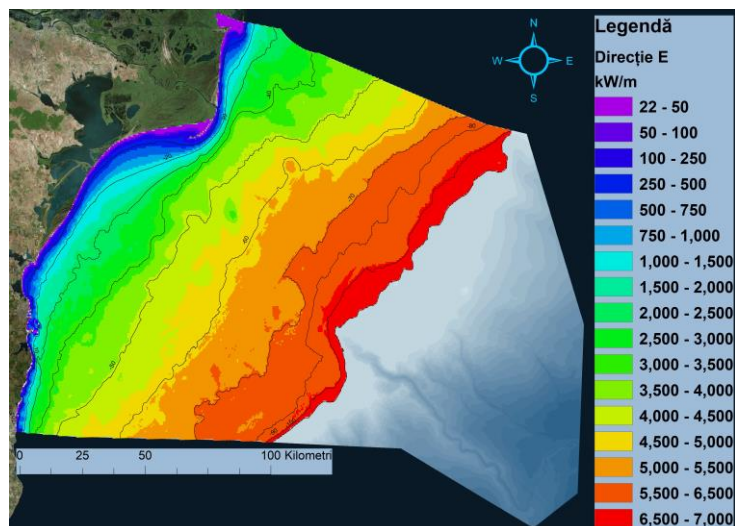 N
W E
S
Legendă
Direcție E
kW/m
22 - 50
50 - 100
100 - 250
250 - 500
500 - 750
750 - 1,000
1,000 - 1,500
1,500 - 2,000
2,000 - 2,500
2,500 - 3,000
3,000 - 3,500
3,500 - 4,000
4,000 - 4,500
4,500 - 5,000
5,000 - 5,500
5,500 - 6,500
6,500 - 7,000
0 25 50 100 Kilometri